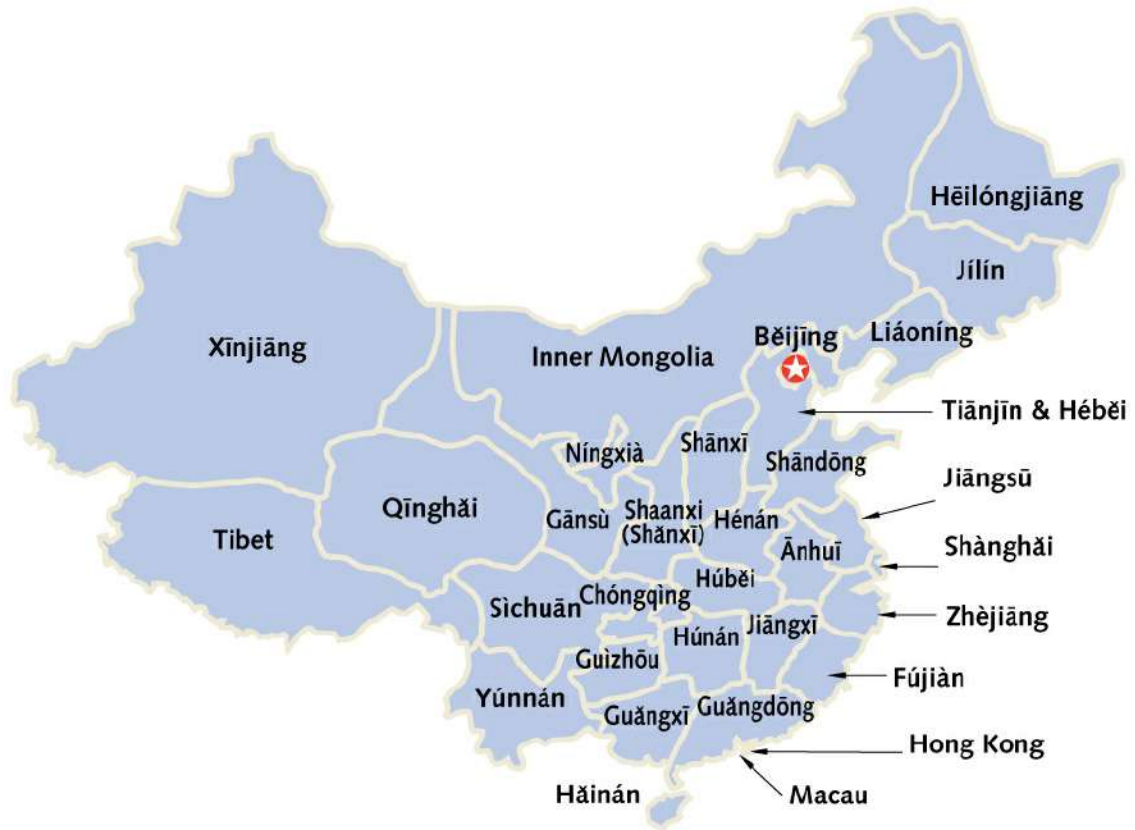 Hēilóngjiāng
Jílín
Běijīng
Liáoníng
Xīnjiāng
Inner Mongolia
Tiānjīn & Héběi
Níngxià
Shānxī
Shāndōng
Jiāngsū
Qīnghǎi
Gānsù
Shaanxi
(Shǎnxī)
Hénán
Tibet
Ānhuī
Shànghǎi
Húběi
Sìchuān
Chóngqìng
Zhèjiāng
Húnán
Jiāngxī
Guìzhōu
Fújiàn
Yúnnán
Guǎngxī
Guǎngdōng
Hong Kong
Hǎinán
Macau